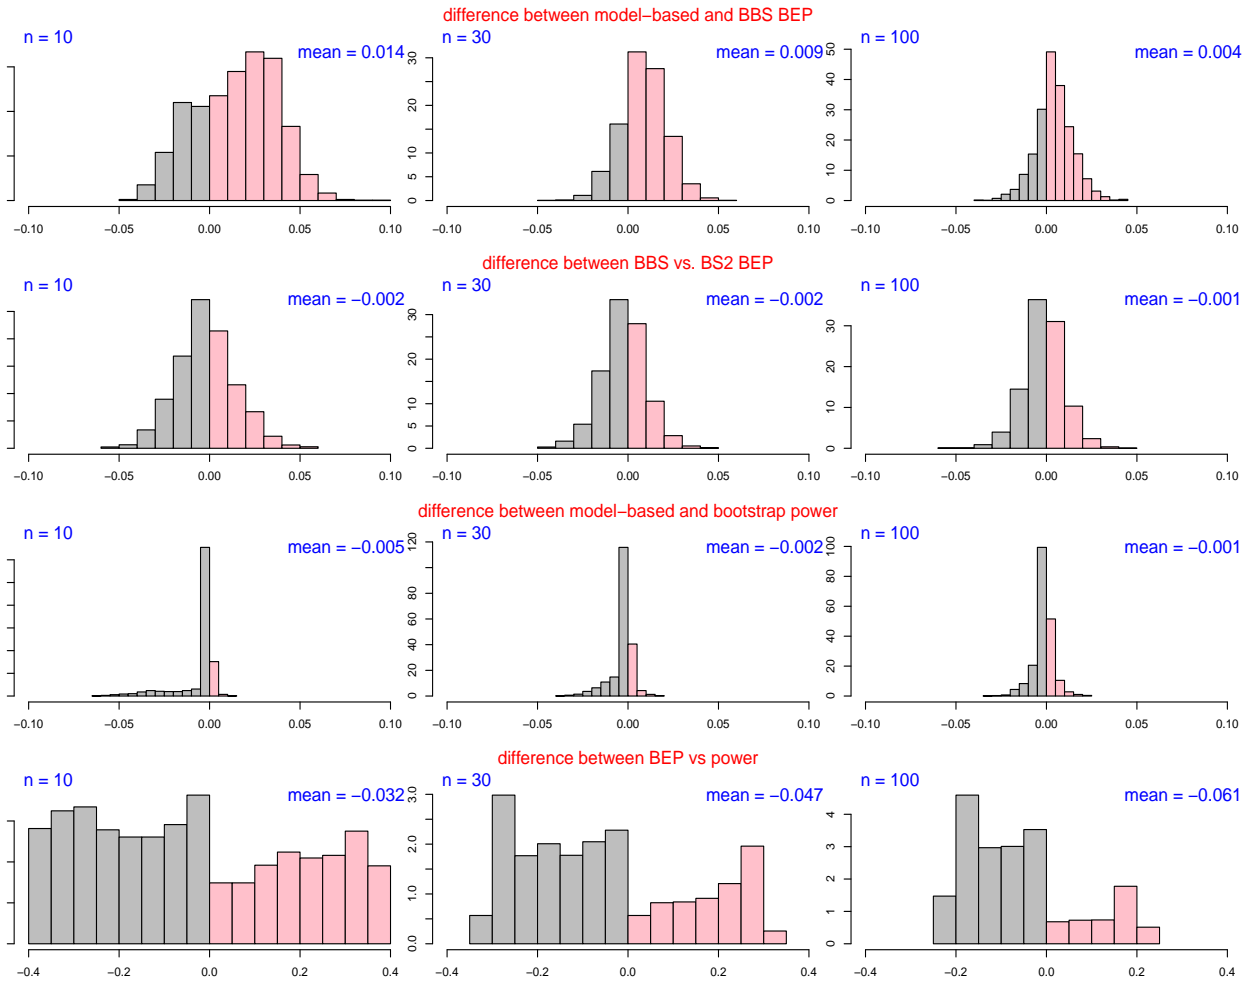 difference between model−based and BBS BEP
n = 10
mean = 0.014
−0.10 −0.05 0.00 0.05 0.10
n = 30
mean = 0.009
0 5 10 20 30
−0.10 −0.05 0.00 0.05 0.10
n = 100
mean = 0.004
0 10 20 30 40 50
−0.10 −0.05 0.00 0.05 0.10
difference between BBS vs. BS2 BEP
n = 10
mean = −0.002
−0.10 −0.05 0.00 0.05 0.10
n = 30
mean = −0.002
0 5 10 20 30
−0.10 −0.05 0.00 0.05 0.10
n = 100
mean = −0.001
0 10 20 30
−0.10 −0.05 0.00 0.05 0.10
difference between model−based and bootstrap power
n = 10
mean = −0.005
−0.10 −0.05 0.00 0.05 0.10
n = 30
mean = −0.002
0 20 40 60 80 120
−0.10 −0.05 0.00 0.05 0.10
n = 100
mean = −0.001
0 20 40 60 80 100
−0.10 −0.05 0.00 0.05 0.10
difference between BEP vs power
n = 10
mean = −0.032
−0.4 −0.2 0.0 0.2 0.4
n = 30
mean = −0.047
0.0 1.0 2.0 3.0
−0.4 −0.2 0.0 0.2 0.4
n = 100
mean = −0.061
0 1 2 3 4
−0.4 −0.2 0.0 0.2 0.4